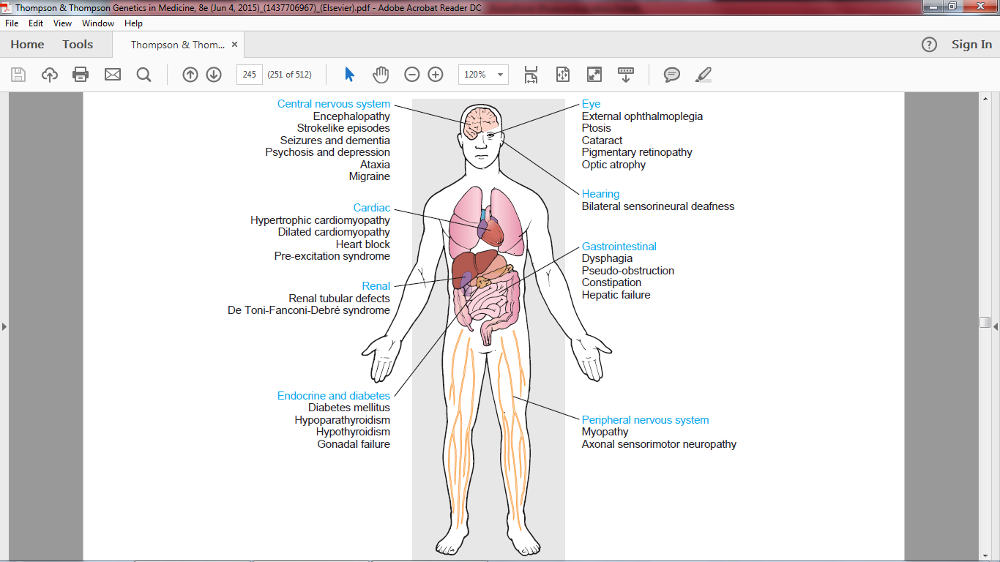 Thompson & Thompson Genetics in Medicine, 8e (Jun 4, 2015)_(1437706967)_(Elsevier).pdf - Adobe Acrobat Reader DC
File Edit View Window Help
Home Tools Thompson & Thom... × ? Sign In
245 (251 of 512) 120%
Central nervous system
Encephalopathy
Strokelike episodes
Seizures and dementia
Psychosis and depression
Ataxia
Migraine
Cardiac
Hypertrophic cardiomyopathy
Dilated cardiomyopathy
Heart block
Pre-excitation syndrome
Renal
Renal tubular defects
De Toni-Fanconi-Debré syndrome
Endocrine and diabetes
Diabetes mellitus
Hypoparathyroidism
Hypothyroidism
Gonadal failure
Eye
External ophthalmoplegia
Ptosis
Cataract
Pigmentary retinopathy
Optic atrophy
Hearing
Bilateral sensorineural deafness
Gastrointestinal
Dysphagia
Pseudo-obstruction
Constipation
Hepatic failure
Peripheral nervous system
Myopathy
Axonal sensorimotor neuropathy